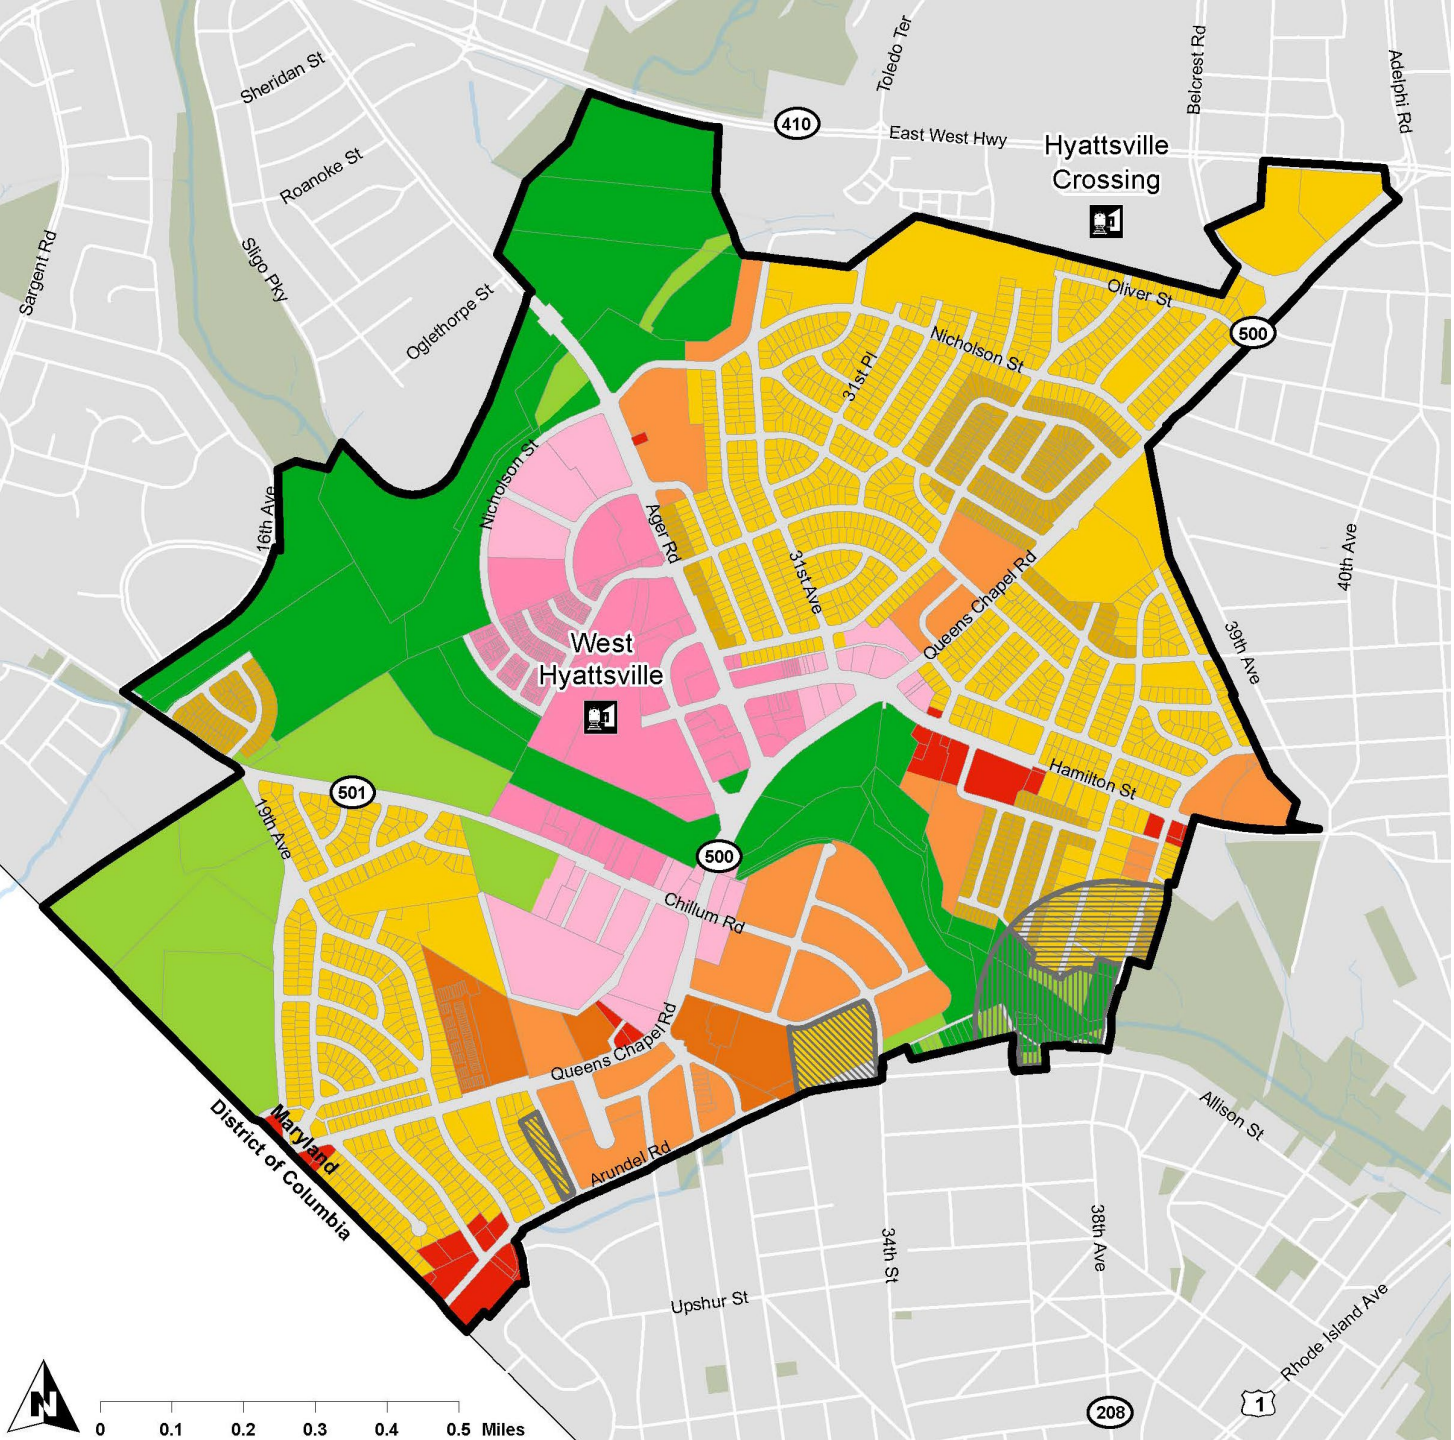 Toledo Ter
Belcrest Rd
Adelphi Rd
Sheridan St
410
East West Hwy
Hyattsville
Crossing
Roanoke St
Sargent Rd
Sligo Pky
Oglethorpe St
Oliver St
500
Nicholson St
31st Pl
Nicholson St
16th Ave
Ager Rd
31st Ave
Queens Chapel Rd
40th Ave
39th Ave
West
Hyattsville
501
19th Ave
Hamilton St
500
Chillum Rd
Queens Chapel Rd
Allison St
Maryland
District of Columbia
Arundel Rd
34th St
38th Ave
Upshur St
Rhode Island Ave
1
208
N
0 0.1 0.2 0.3 0.4 0.5 Miles